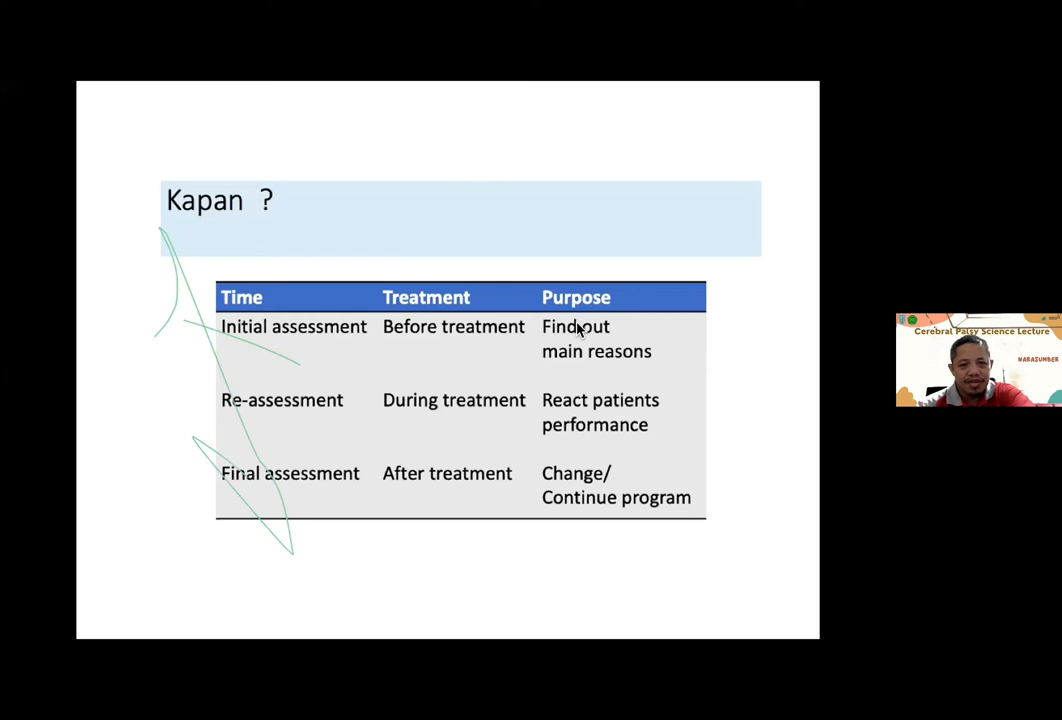 Kapan ?
Time Treatment Purpose
Initial assessment Before treatment Find out
main reasons
Re-assessment During treatment React patients
performance
Final assessment After treatment Change/
Continue program
Cerebral Palsy Science Lecture
NARASUMBER